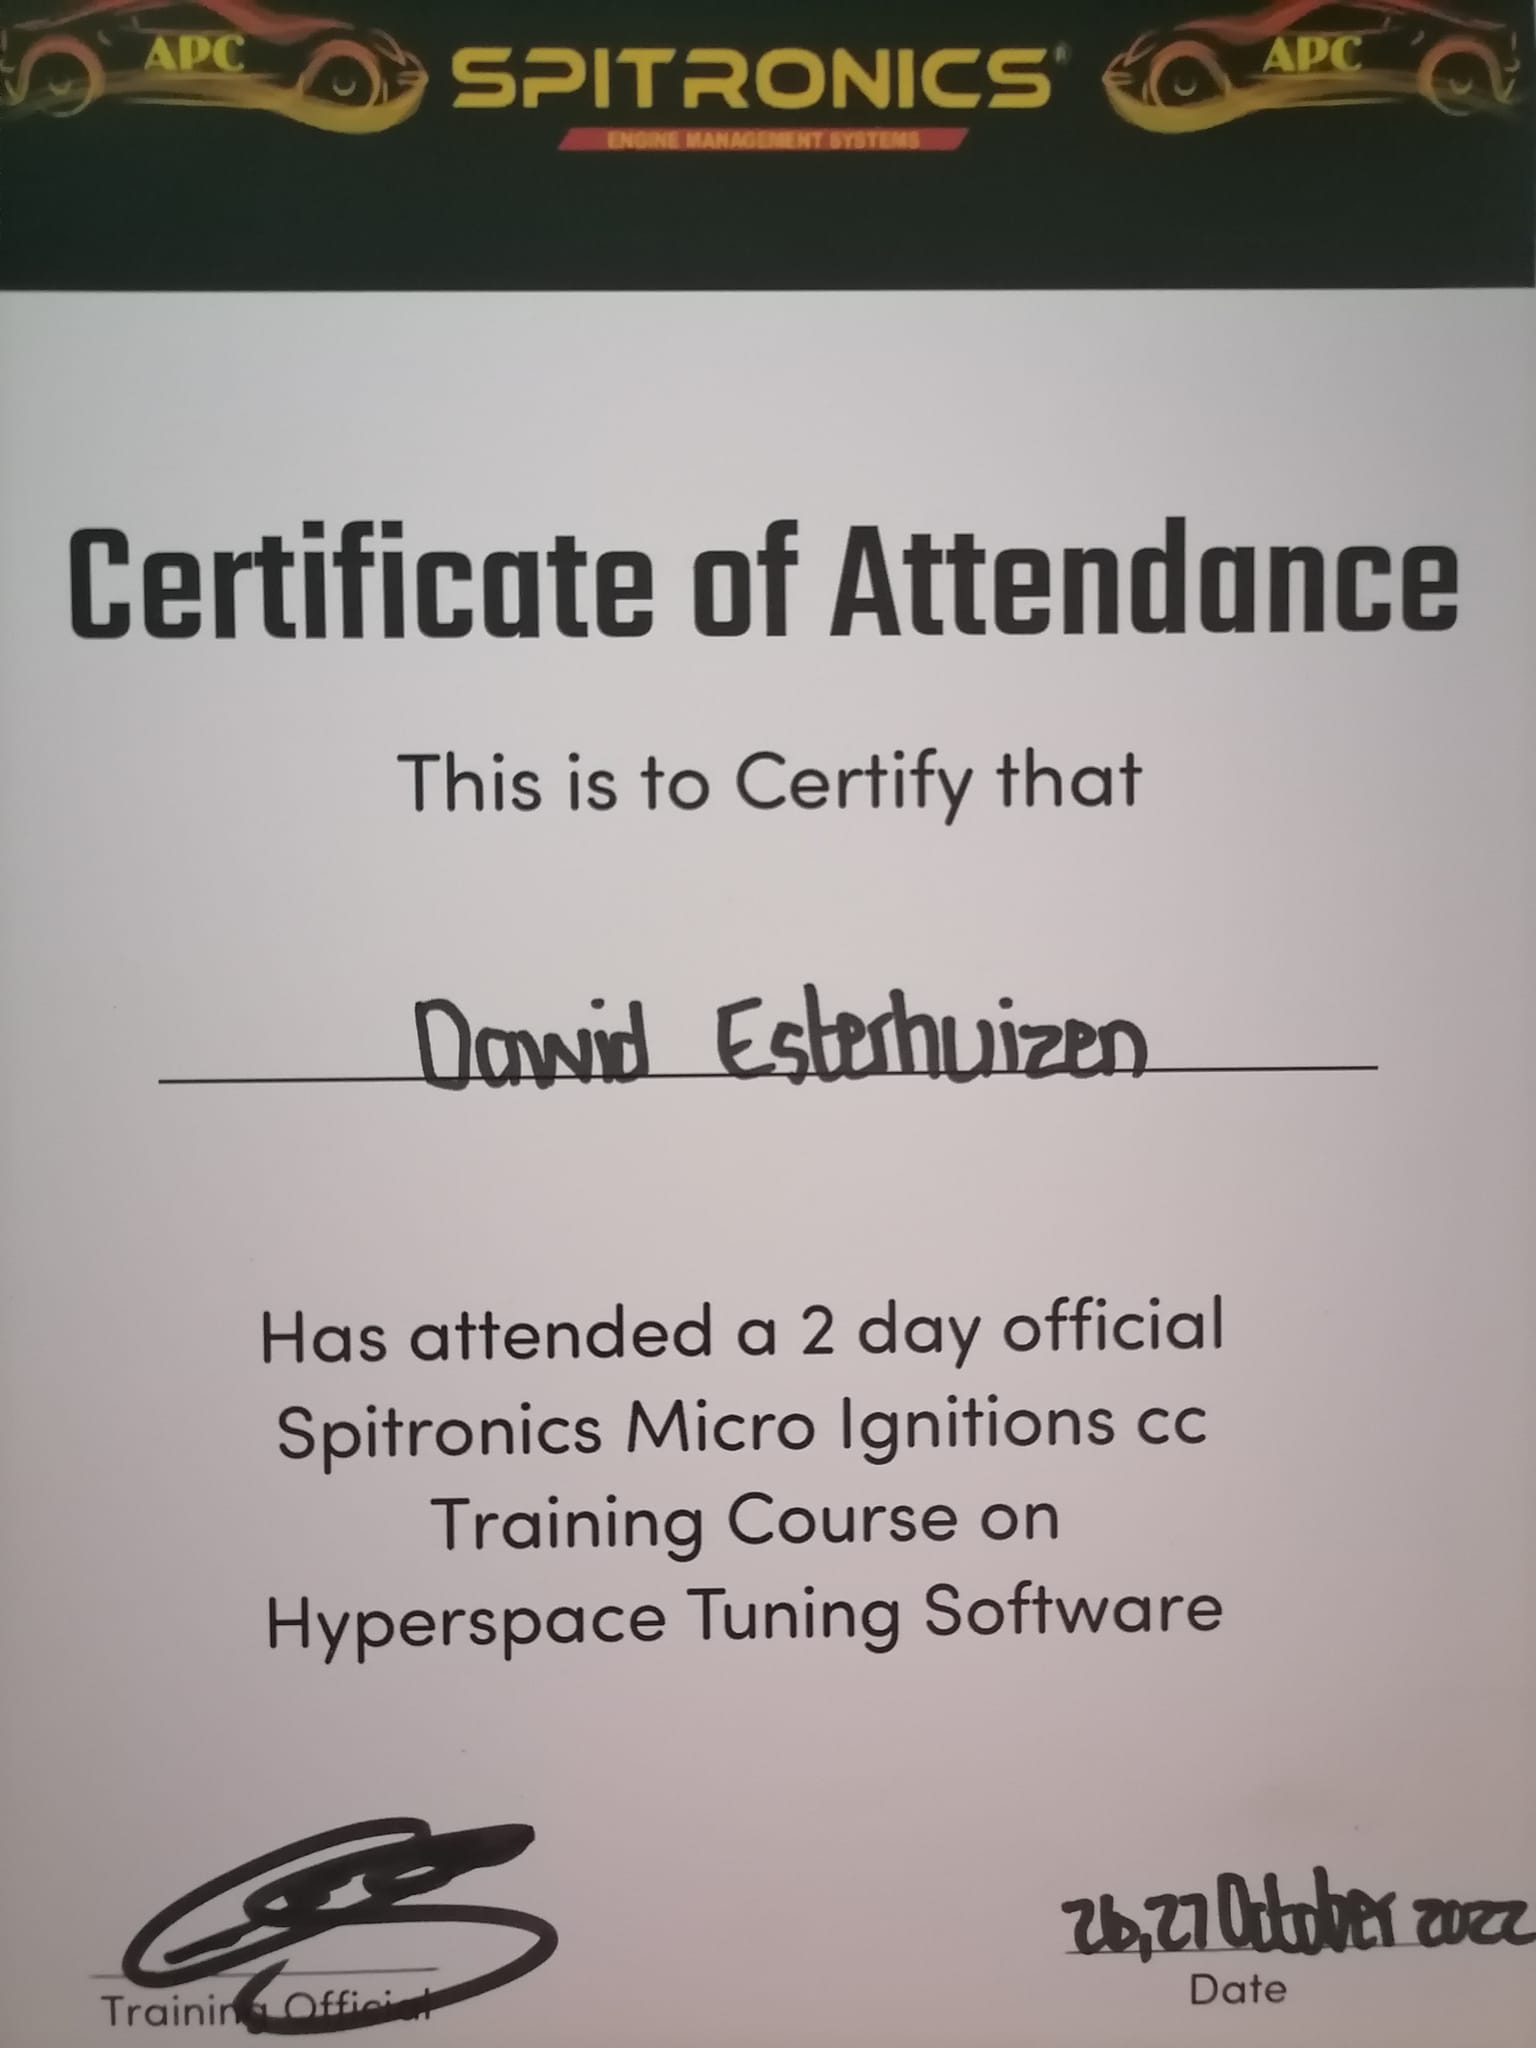 APC SPITRONICS® APC
ENGINE MANAGEMENT SYSTEMS
Certificate of Attendance
This is to Certify that
Dawid Esterhuizen
Has attended a 2 day official
Spitronics Micro Ignitions cc
Training Course on
Hyperspace Tuning Software
26,27 October 2022
Training Official Date